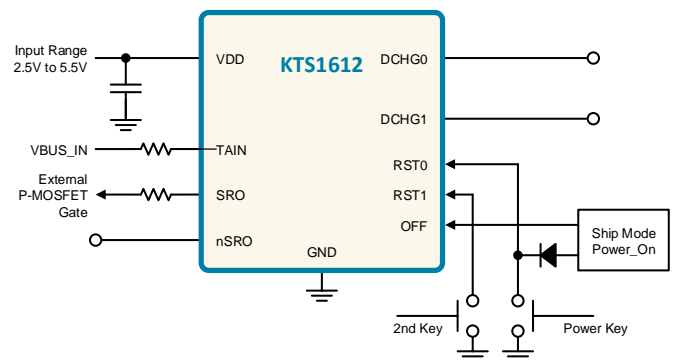 Input Range
2.5V to 5.5V
VDD
KTS1612
DCHG0
DCHG1
VBUS_IN
TAIN
RST0
External
P-MOSFET
Gate
SRO
RST1
OFF
Ship Mode
Power_On
nSRO
GND
2nd Key
Power Key